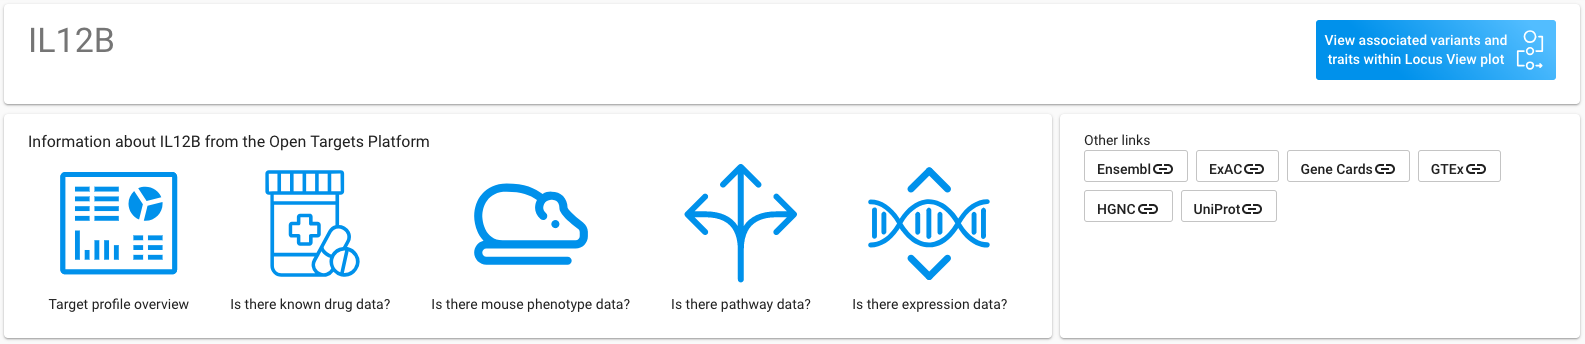 IL12B
View associated variants and
traits within Locus View plot
Information about IL12B from the Open Targets Platform
Target profile overview
Is there known drug data?
Is there mouse phenotype data?
Is there pathway data?
Is there expression data?
Other links
Ensembl
ExAC
Gene Cards
GTEx
HGNC
UniProt